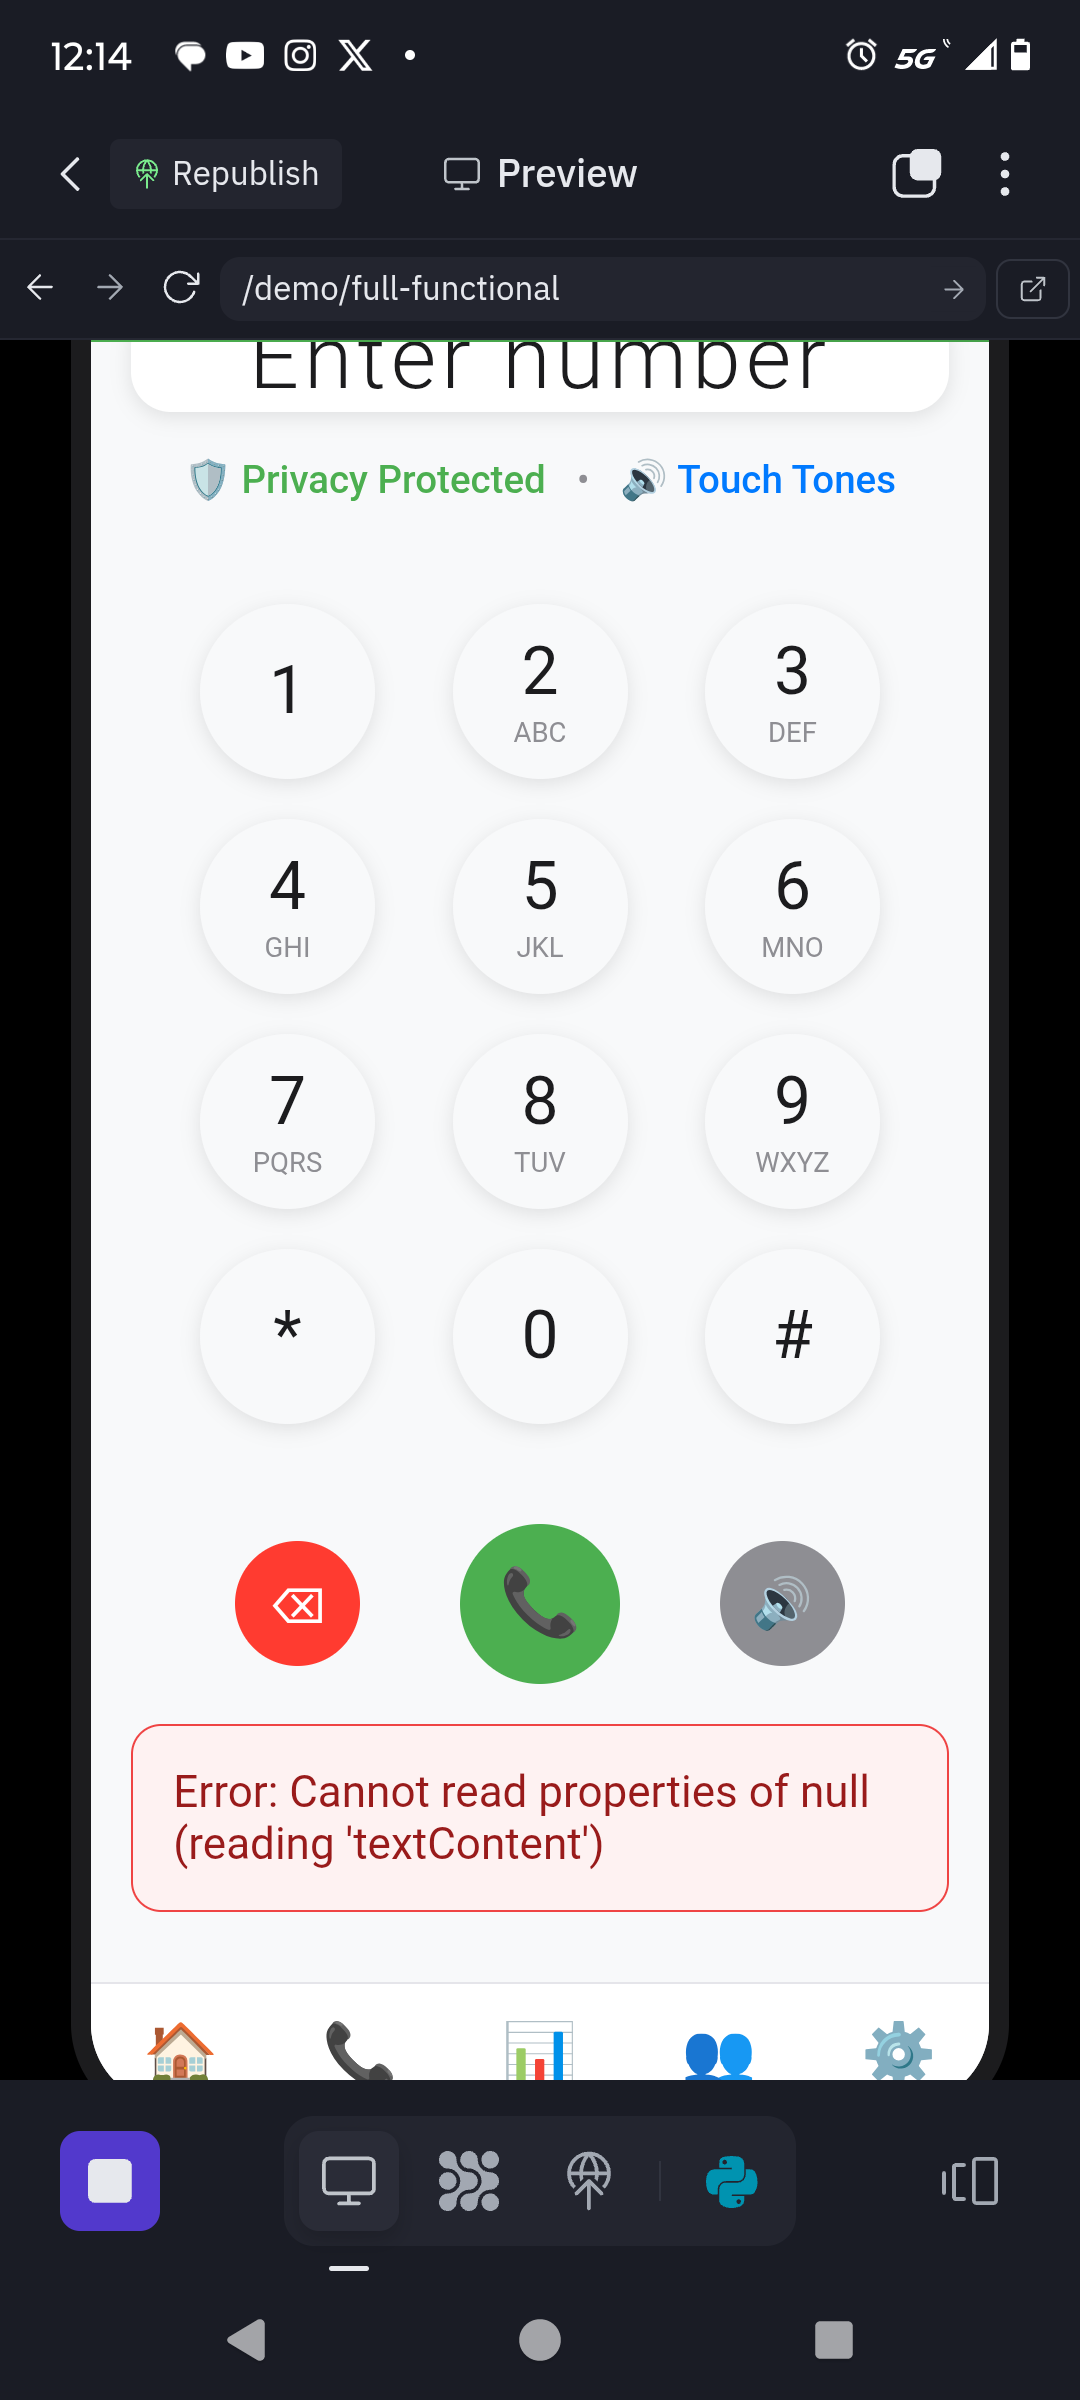 12:14
5G
Republish
Preview
/demo/full-functional
Enter number
Privacy Protected • Touch Tones
1
2
ABC
3
DEF
4
GHI
5
JKL
6
MNO
7
PQRS
8
TUV
9
WXYZ
*
0
#
Error: Cannot read properties of null
(reading 'textContent')